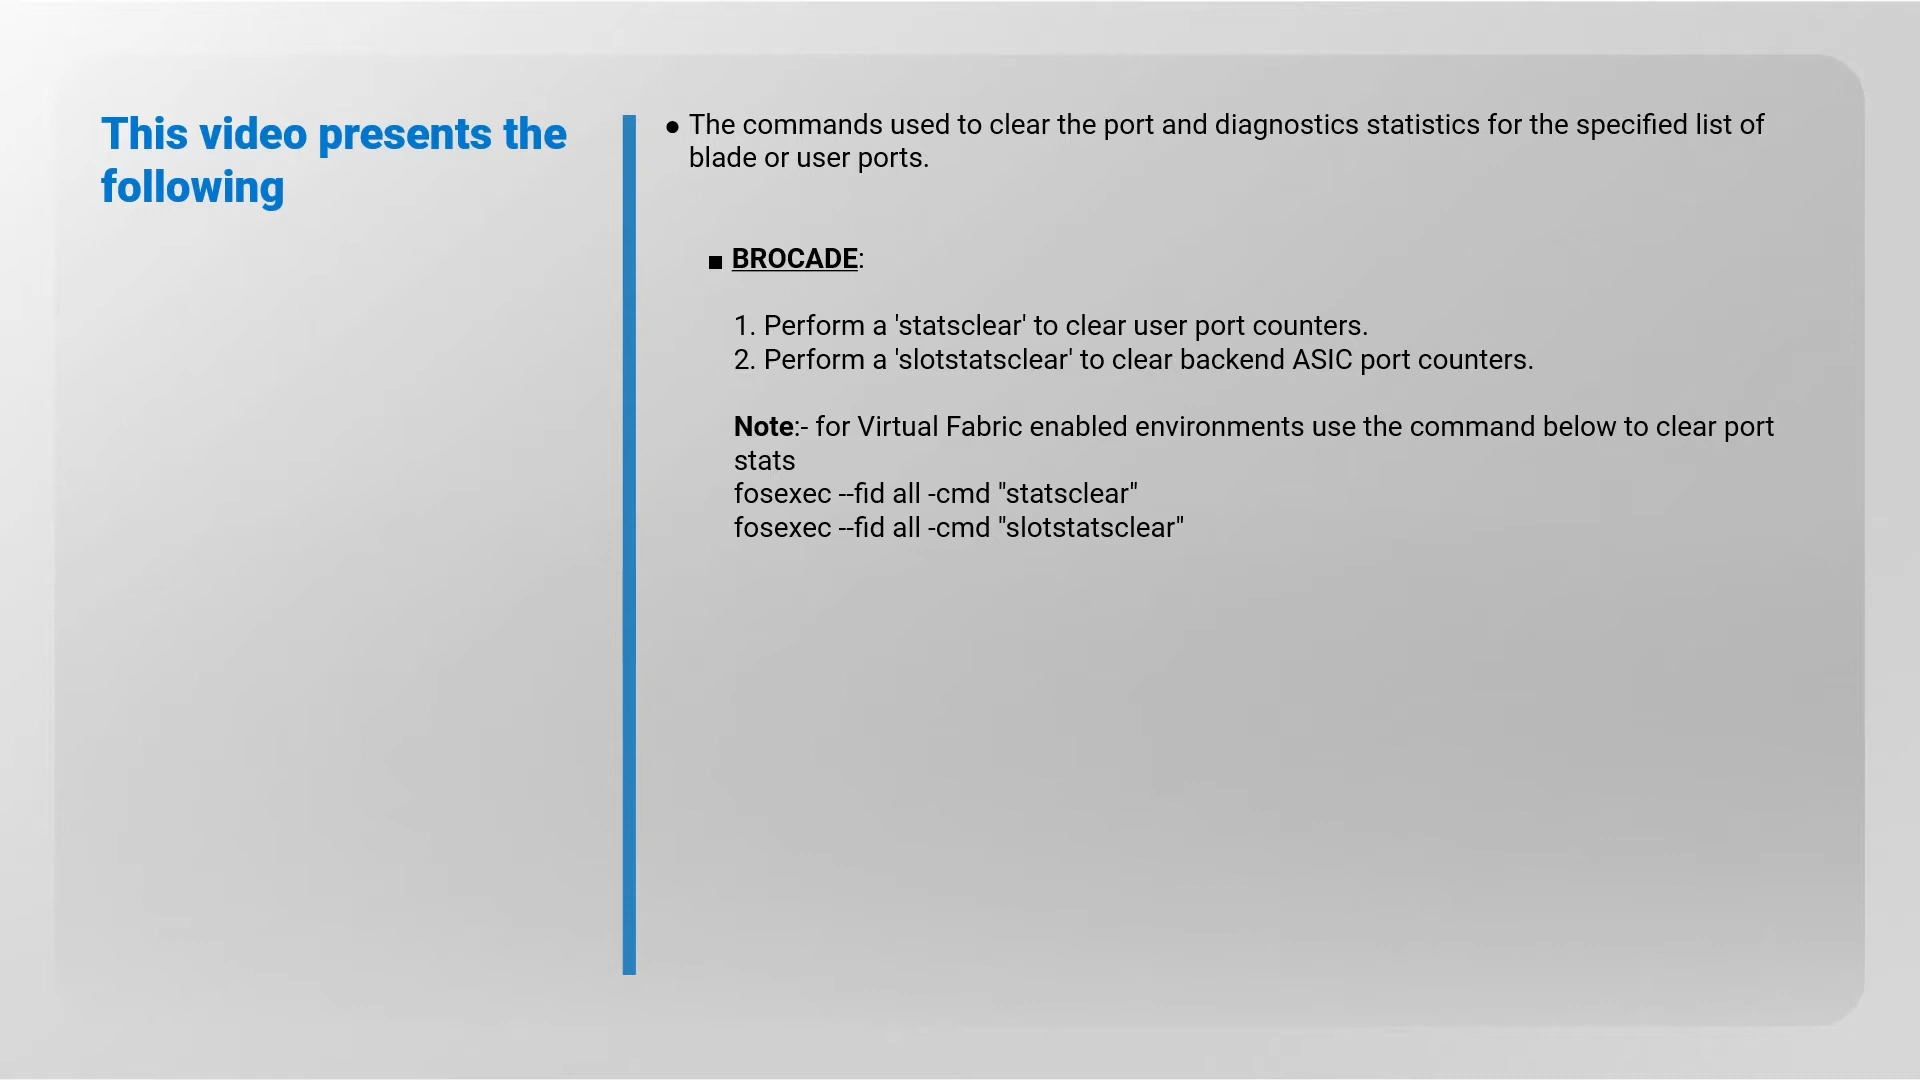 This video presents the
following
● The commands used to clear the port and diagnostics statistics for the specified list of
blade or user ports.
■ BROCADE:
1. Perform a 'statsclear' to clear user port counters.
2. Perform a 'slotstatsclear' to clear backend ASIC port counters.
Note:- for Virtual Fabric enabled environments use the command below to clear port
stats
fosexec --fid all -cmd "statsclear"
fosexec --fid all -cmd "slotstatsclear"